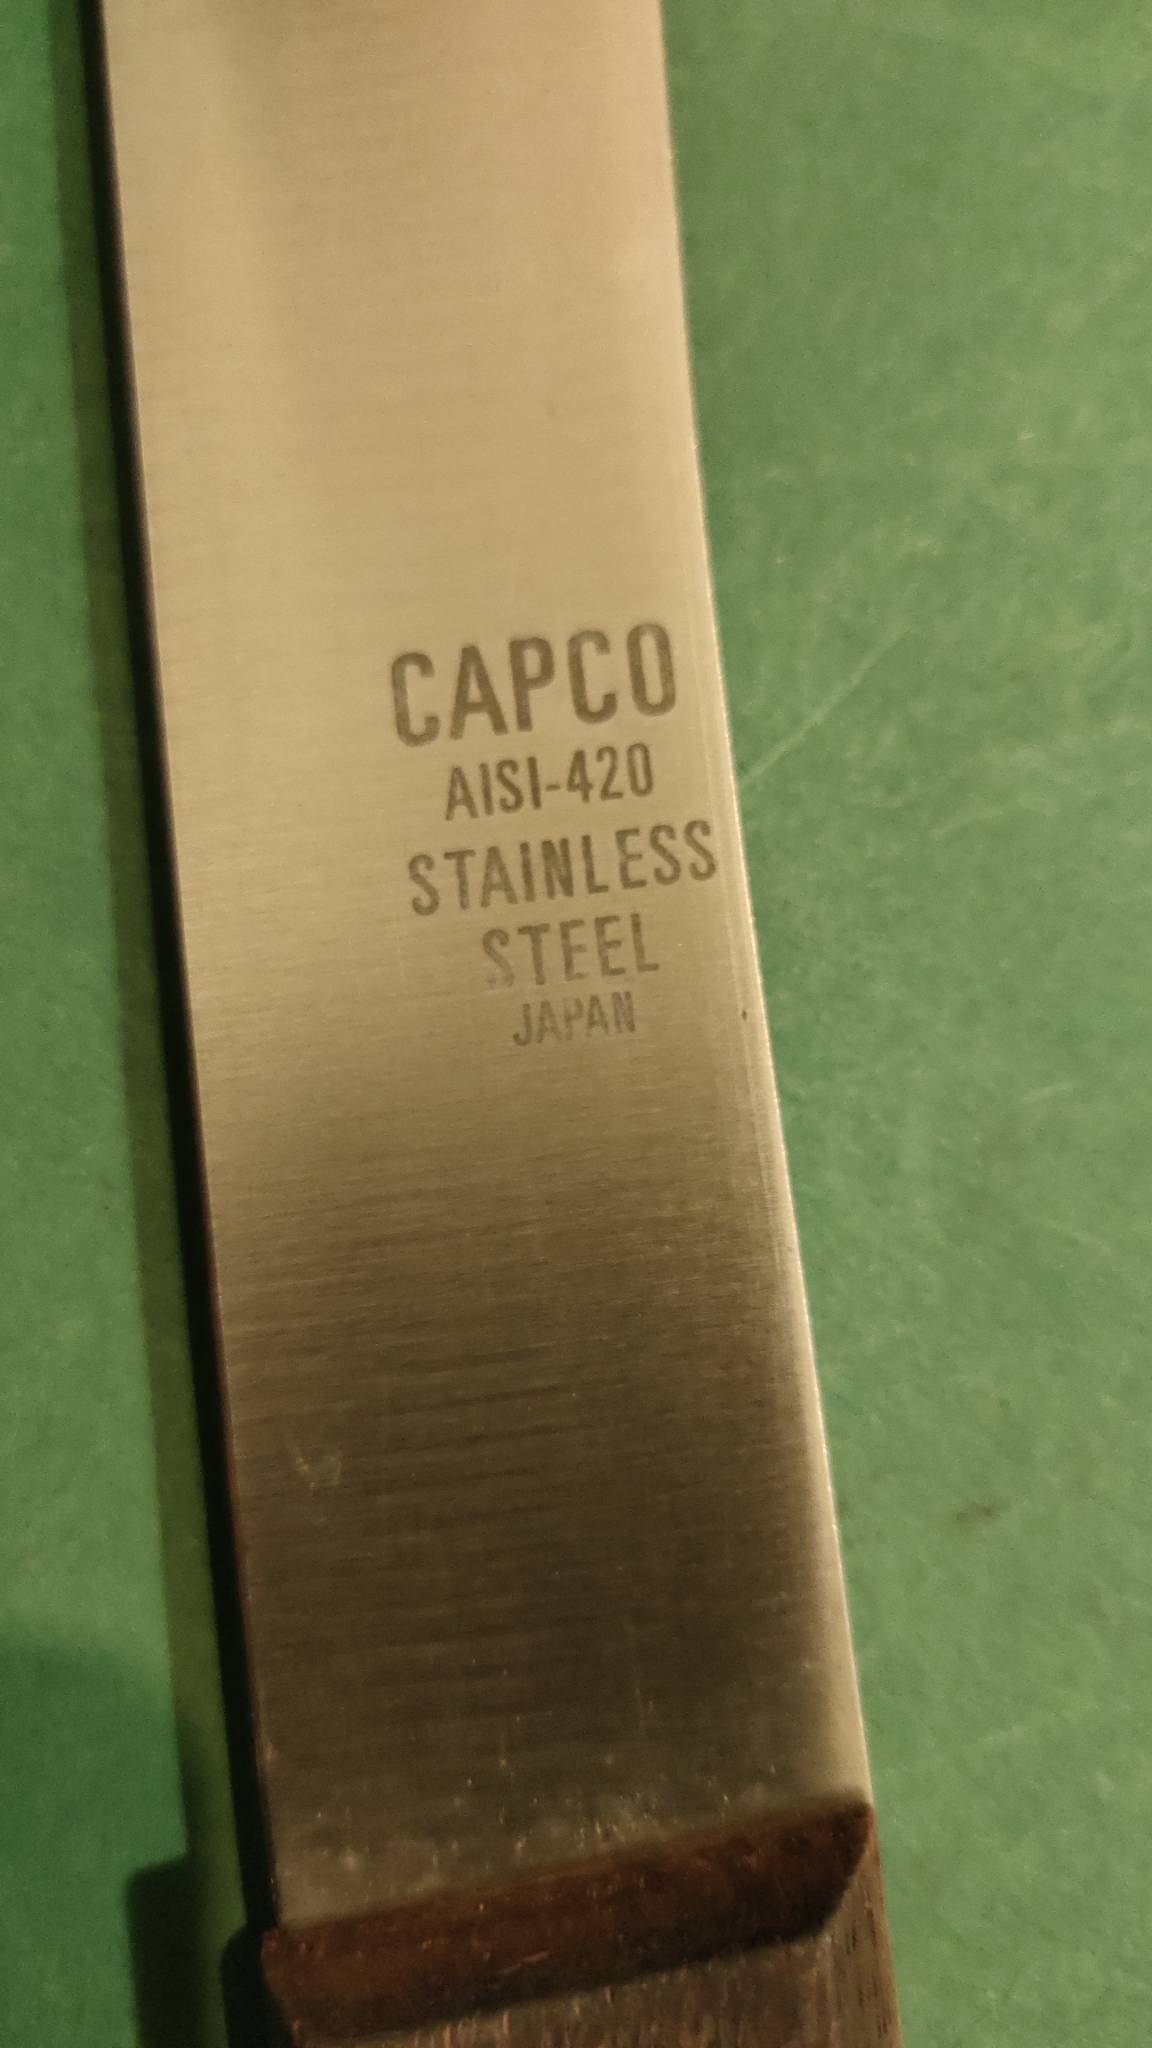 CAPCO
AISI-420
STAINLESS
STEEL
JAPAN